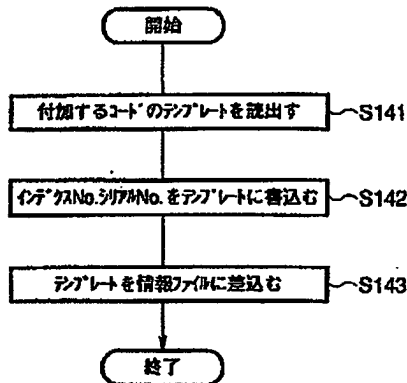 開始
付加するコードのテンプレートを読出す
S141
インデクスNo.シリアルNo.をテンプレートに書込む
S142
テンプレートを情報ファイルに差込む
S143
終了